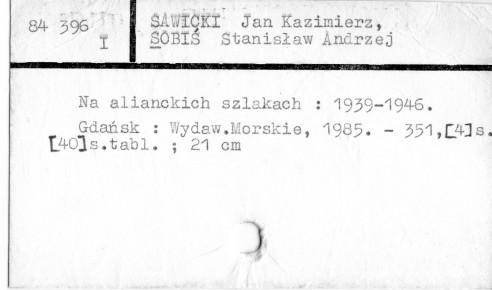 84 396 SAWICKI Jan Kazimierz,
I SOBIŚ Stanisław Andrzej
Na alianckich szlakach : 1939-1946.
Gdańsk : Wydaw.Morskie, 1985. - 351,[4]s.
[40]s.tabl. ; 21 cm